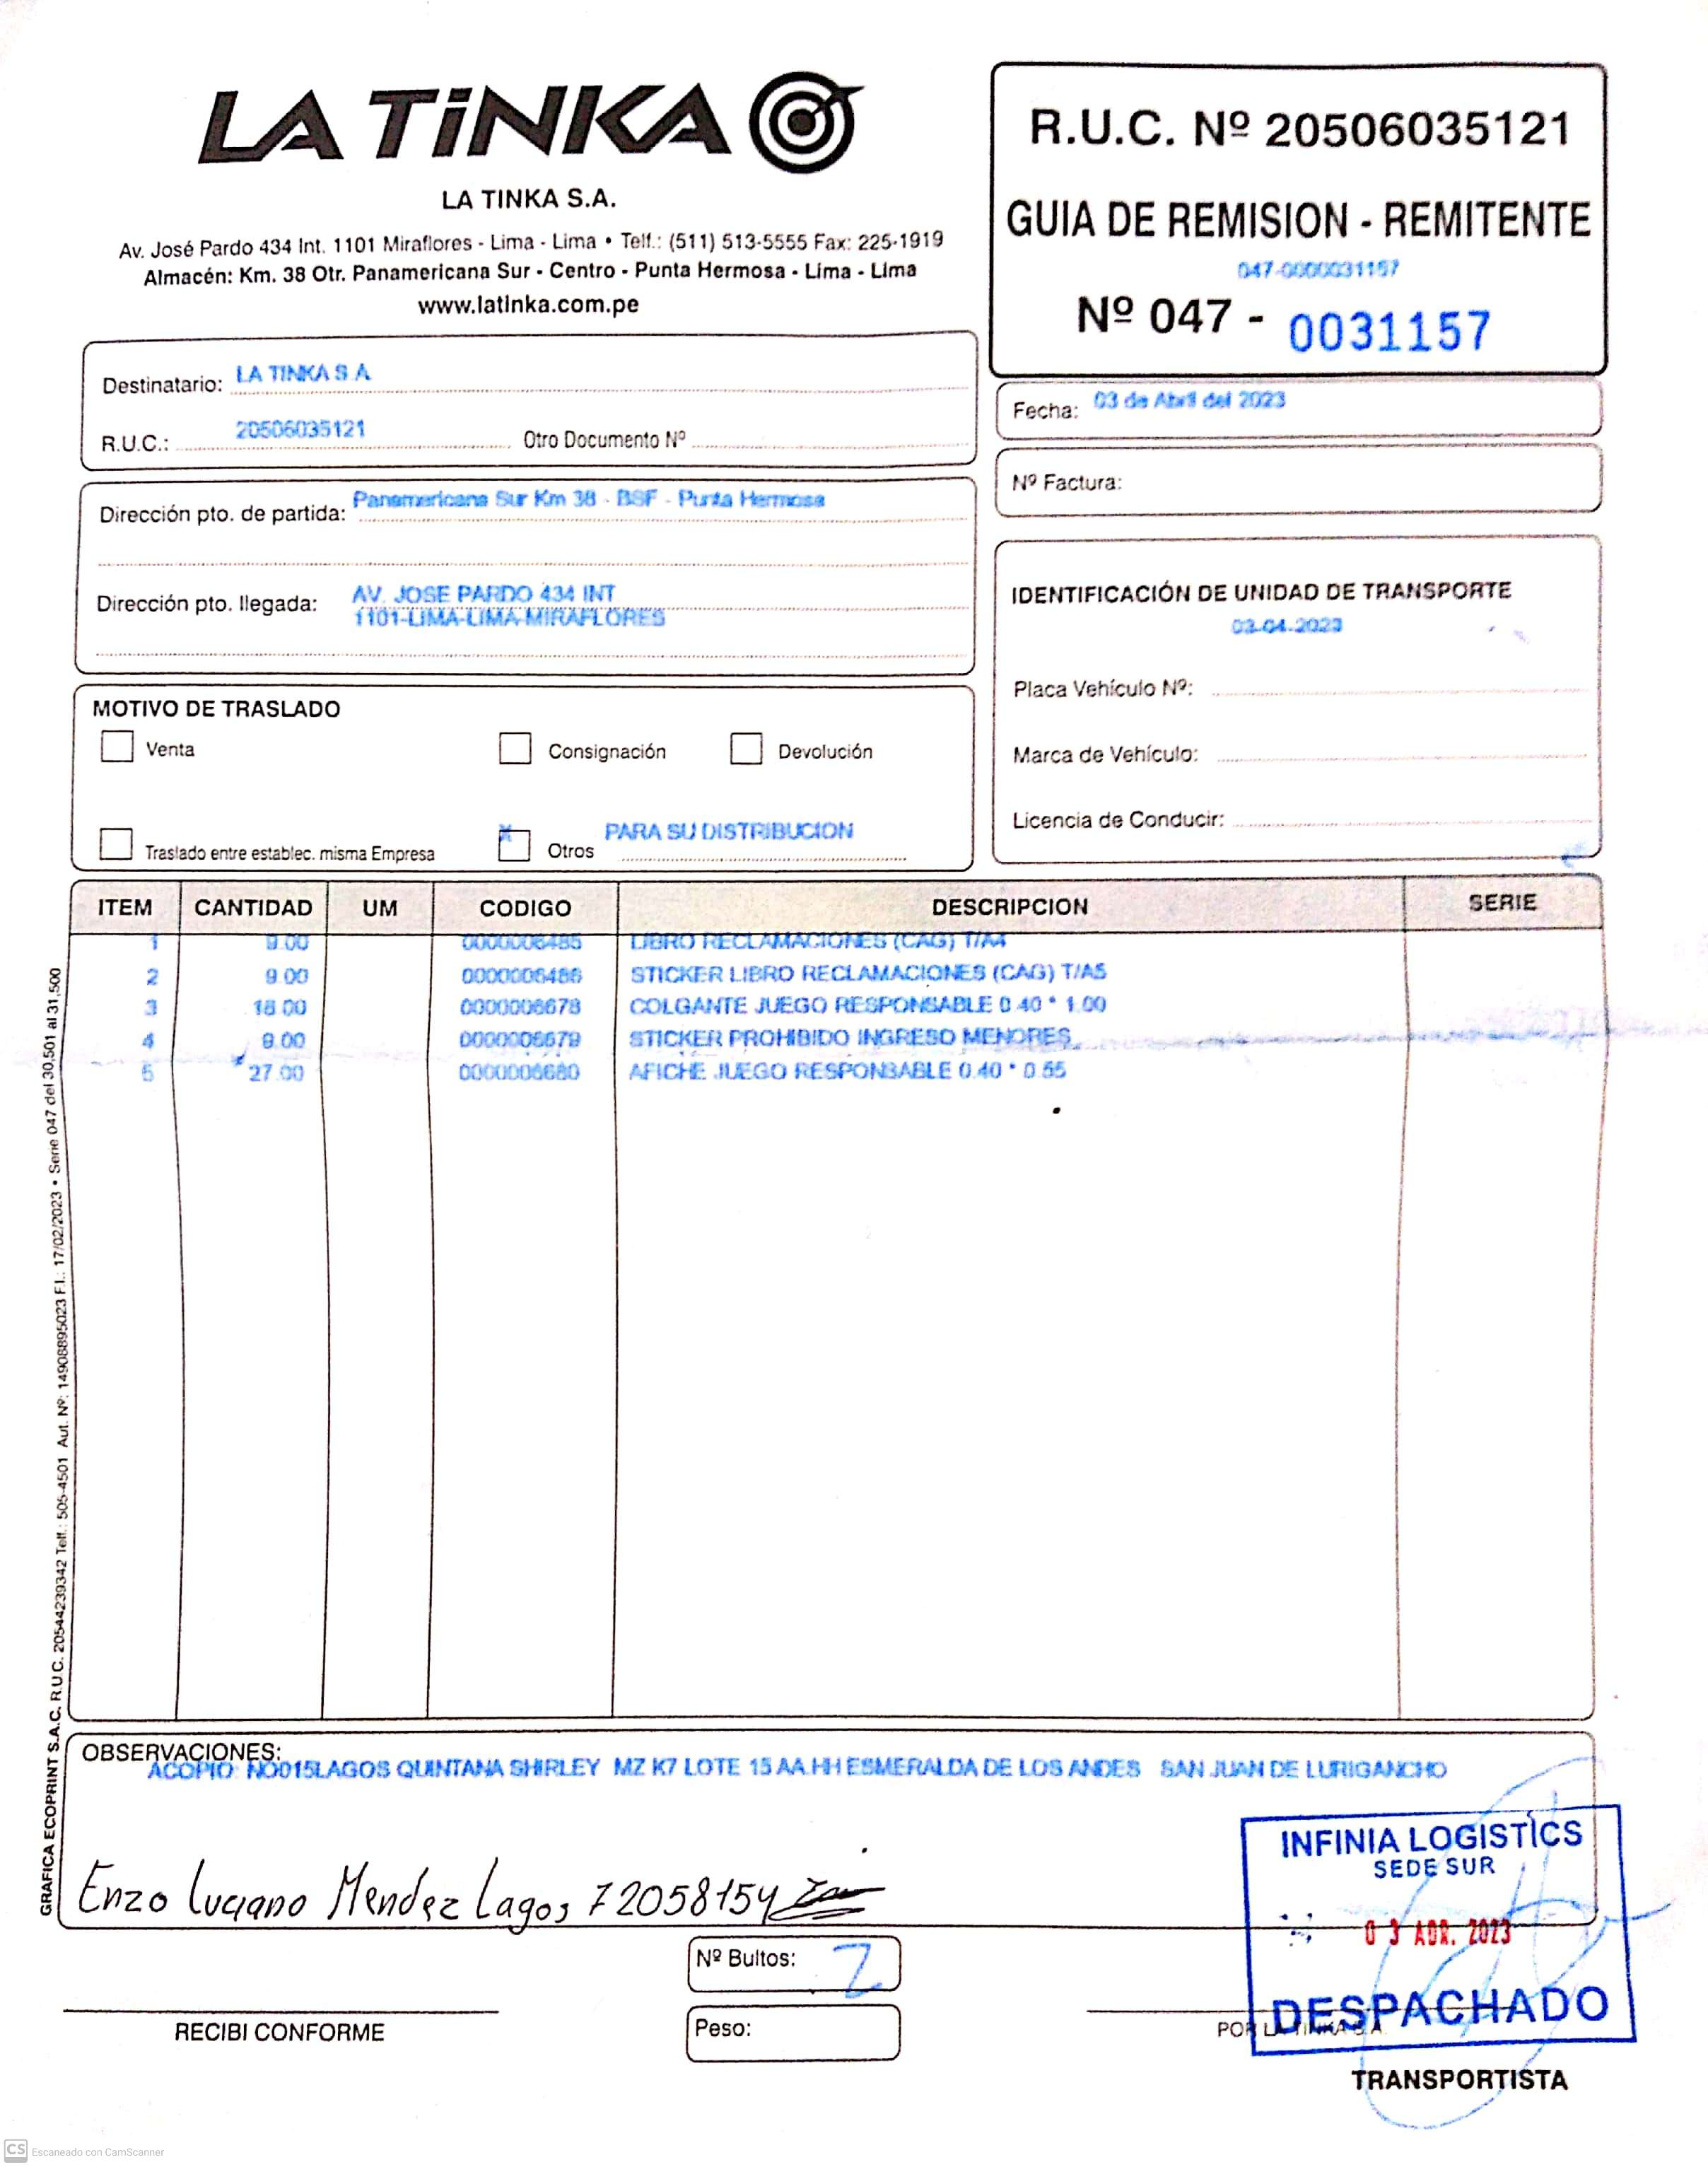 LA TiNKA
LA TINKA S.A.
Av. José Pardo 434 Int. 1101 Miraflores - Lima - Lima • Telf.: (511) 513-5555 Fax: 225-1919
Almacén: Km. 38 Otr. Panamericana Sur - Centro - Punta Hermosa - Lima - Lima
www.latinka.com.pe
R.U.C. Nº 20506035121
GUIA DE REMISION - REMITENTE
047-0000031157
Nº 047 - 0031157
Destinatario: LA TINKA S A
R.U.C.: 20506035121 Otro Documento Nº
Fecha: 03 de Abril del 2023
Nº Factura:
Dirección pto. de partida: Panamericana Sur Km 38 - BSF - Punta Hermosa
Dirección pto. llegada: AV. JOSE PARDO 434 INT
1101-LIMA-LIMA-MIRAFLORES
IDENTIFICACIÓN DE UNIDAD DE TRANSPORTE
03-04-2023
Placa Vehículo Nº:
Marca de Vehículo:
Licencia de Conducir:
MOTIVO DE TRASLADO
Venta Consignación Devolución
Traslado entre establec. misma Empresa X Otros PARA SU DISTRIBUCION
ITEM CANTIDAD UM CODIGO DESCRIPCION SERIE
1 9.00 0000006485 LIBRO RECLAMACIONES (CAG) T/A4
2 9.00 0000006486 STICKER LIBRO RECLAMACIONES (CAG) T/A5
3 18.00 0000006678 COLGANTE JUEGO RESPONSABLE 0.40 * 1.00
4 9.00 0000006679 STICKER PROHIBIDO INGRESO MENORES
5 27.00 0000006680 AFICHE JUEGO RESPONSABLE 0.40 * 0.55
GRAFICA ECOPRINT S.A.C. R.U.C. 20544239342 Telf.: 505-4501 Aut. Nº: 14908895023 F.I.: 17/02/2023 • Serie 047 del 30,501 al 31,500
OBSERVACIONES:
ACOPIO: NO015LAGOS QUINTANA SHIRLEY MZ K7 LOTE 15 AA.HH ESMERALDA DE LOS ANDES SAN JUAN DE LURIGANCHO
Enzo Luciano Mendez Lagos 72058154
INFINIA LOGISTICS
SEDE SUR
03 ABR. 2023
DESPACHADO
Nº Bultos: 2
Peso:
RECIBI CONFORME
POR LA TINKA S.A.
TRANSPORTISTA
CS Escaneado con CamScanner